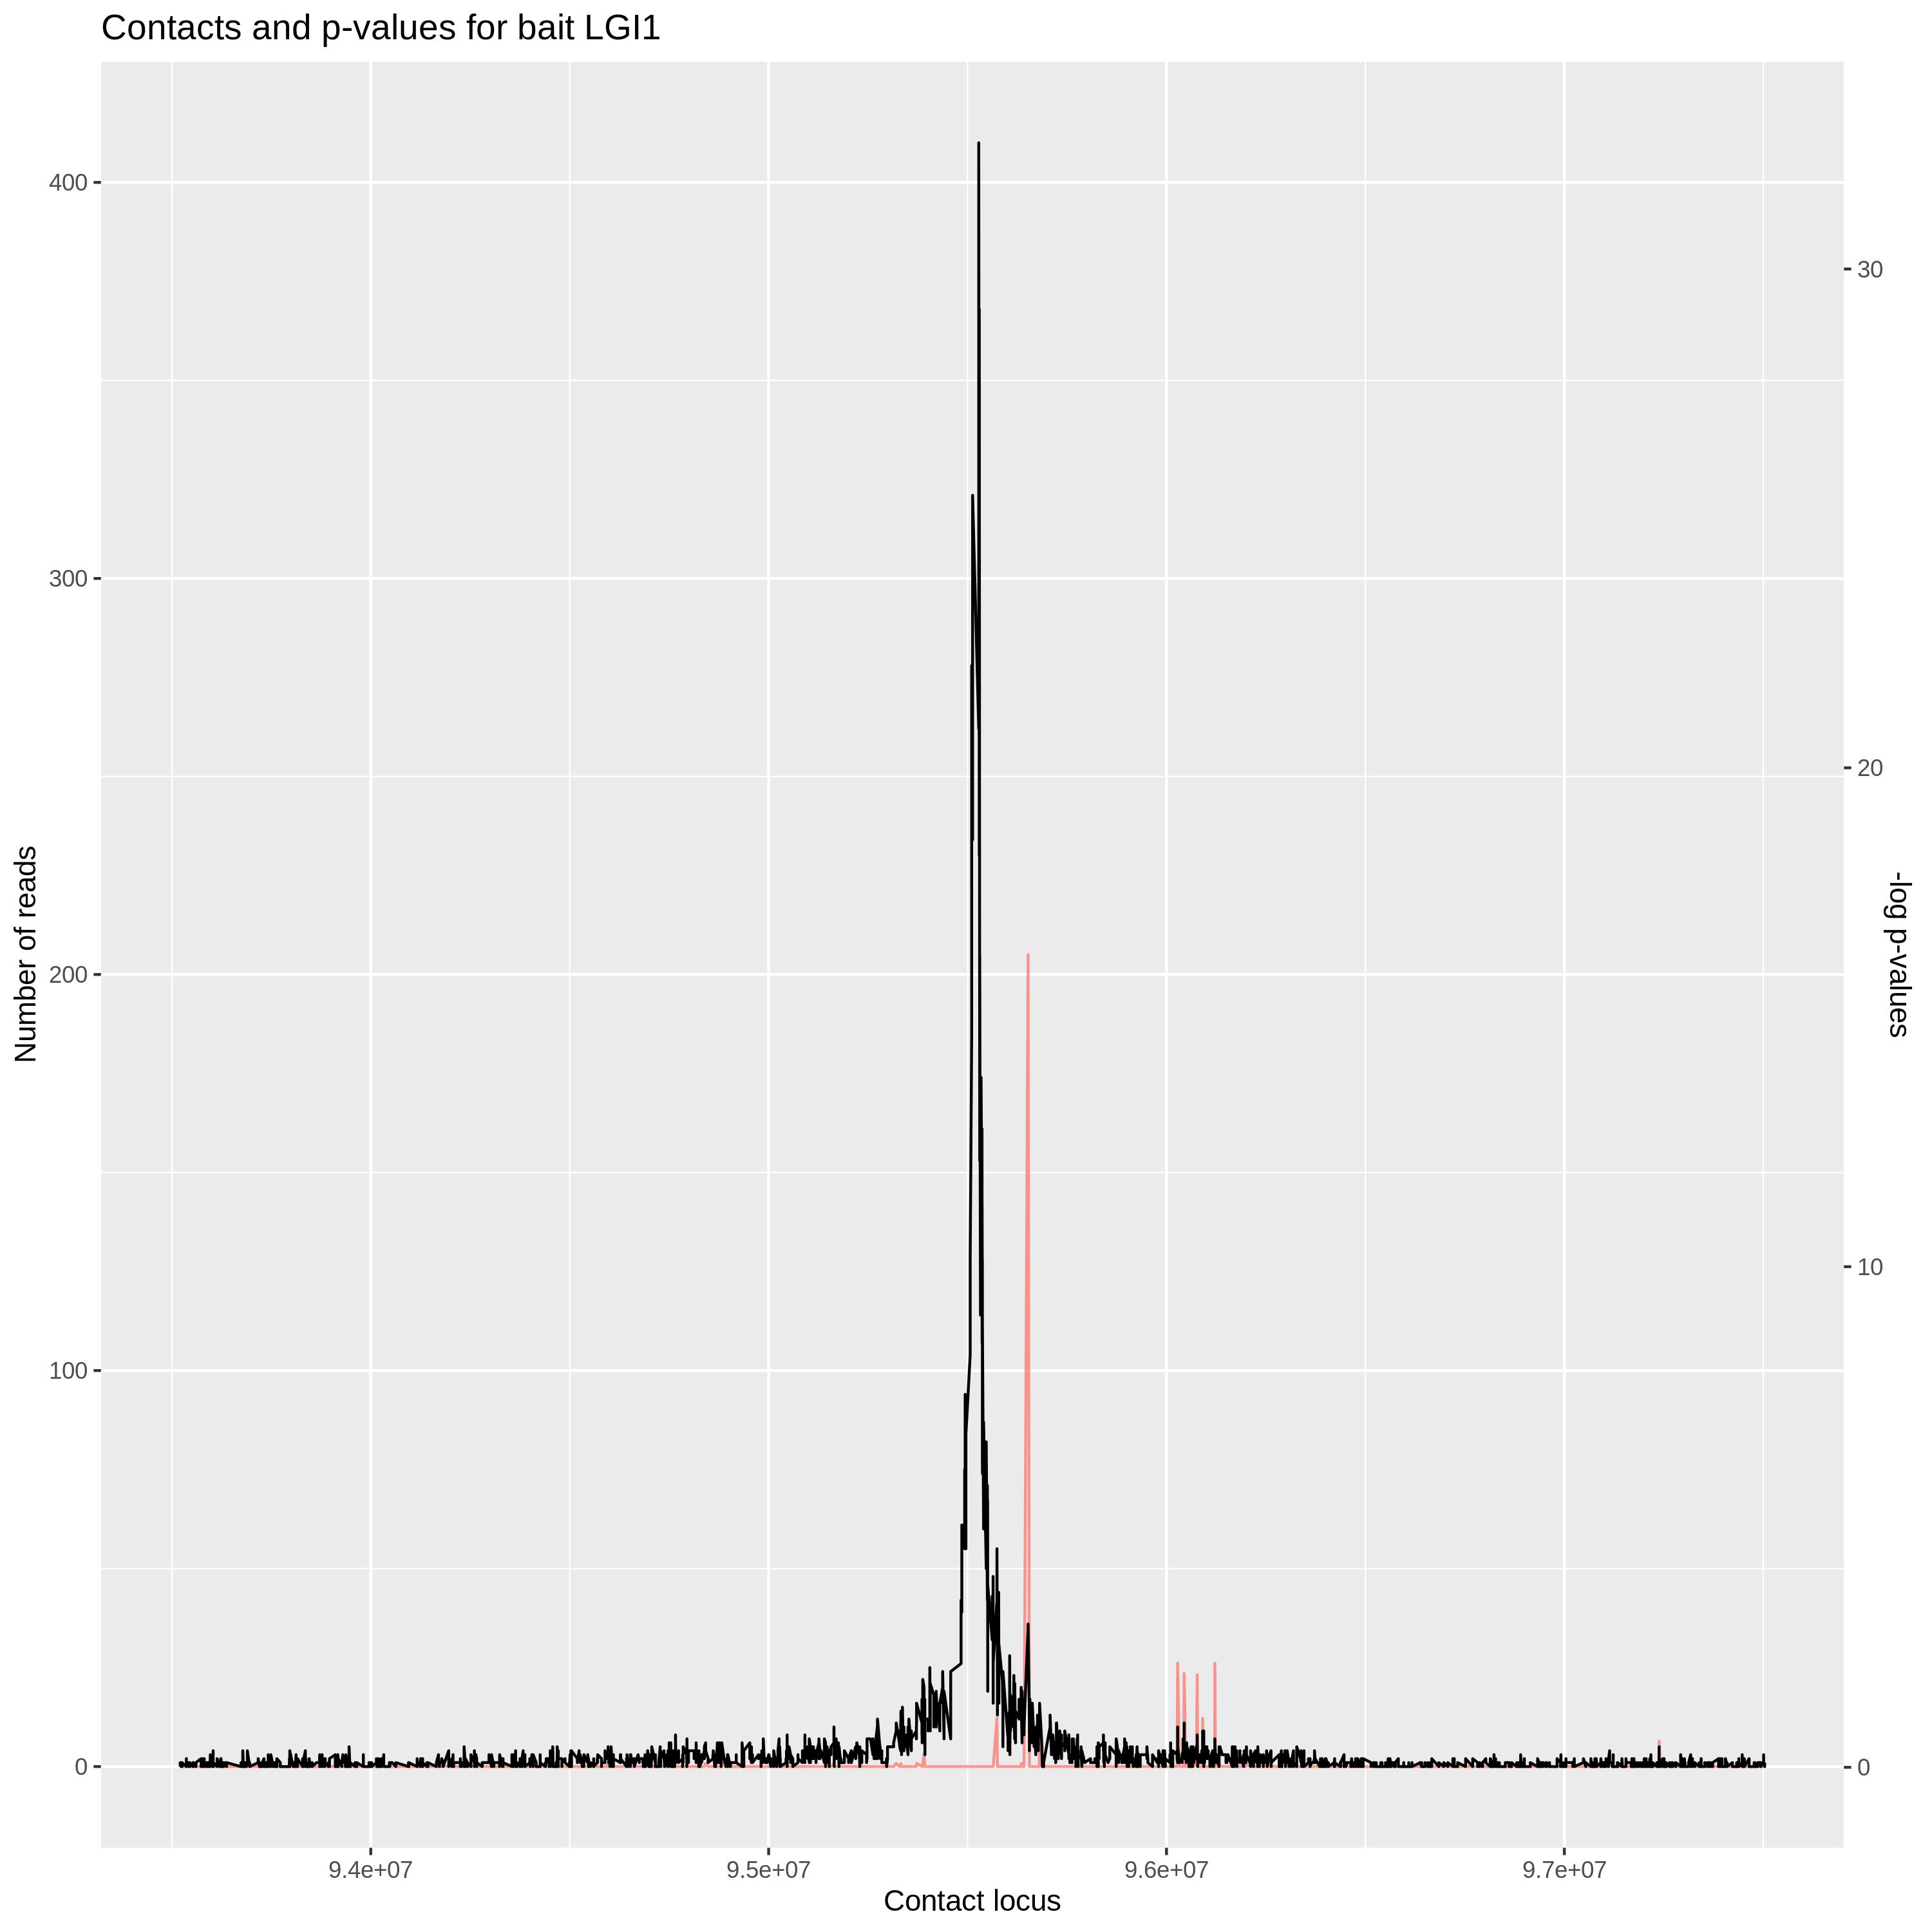 Contacts and p-values for bait LGI1
400
300
200
100
0
Number of reads
30
20
10
0
-log p-values
9.4e+07
9.5e+07
9.6e+07
9.7e+07
Contact locus